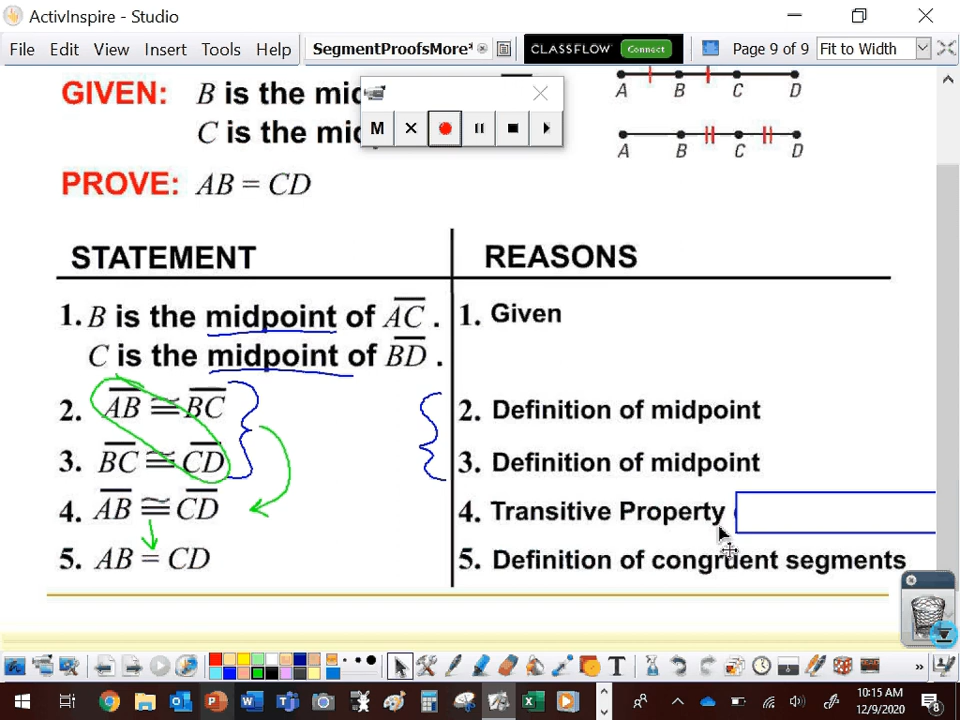 ActivInspire - Studio
File Edit View Insert Tools Help SegmentProofsMore* CLASSFLOW Connect Page 9 of 9 Fit to Width
GIVEN: B is the mid
C is the mid
M
A B C D
A B C D
PROVE: AB = CD
STATEMENT REASONS
1. B is the midpoint of AC. 1. Given
C is the midpoint of BD.
2. AB ≅ BC 2. Definition of midpoint
3. BC ≅ CD 3. Definition of midpoint
4. AB ≅ CD 4. Transitive Property
5. AB = CD 5. Definition of congruent segments
10:15 AM
12/9/2020
8